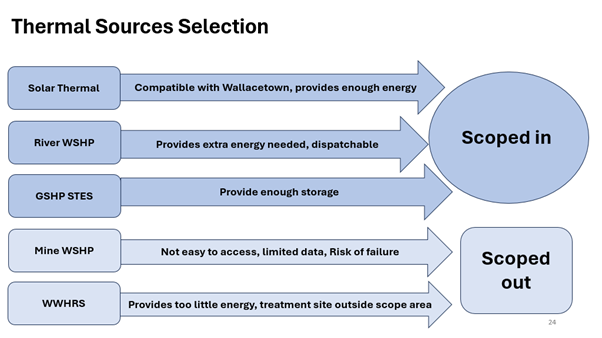 Thermal Sources Selection
Solar Thermal
Compatible with Wallacetown, provides enough energy
River WSHP
Provides extra energy needed, dispatchable
GSHP STES
Provide enough storage
Scoped in
Mine WSHP
Not easy to access, limited data, Risk of failure
WWHRS
Provides too little energy, treatment site outside scope area
Scoped
out
24